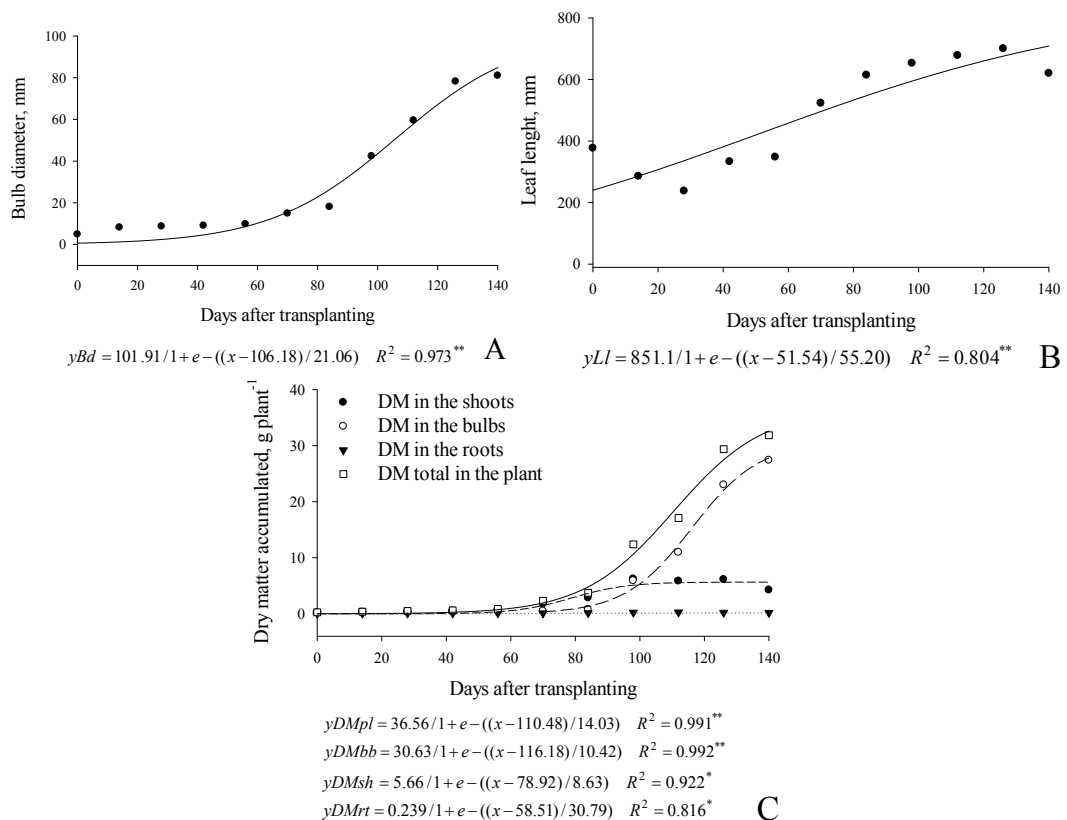 Bulb diameter, mm
100
80
60
40
20
0
0 20 40 60 80 100 120 140
Days after transplanting
yBd = 101.91/1+ e−((x−106.18)/21.06) R² = 0.973** A
Leaf lenght, mm
800
600
400
200
0
0 20 40 60 80 100 120 140
Days after transplanting
yLl = 851.1/1+ e−((x−51.54)/55.20) R² = 0.804** B
Dry matter accumulated, g plant⁻¹
40
30
20
10
0
DM in the shoots
DM in the bulbs
DM in the roots
DM total in the plant
0 20 40 60 80 100 120 140
Days after transplanting
yDMpl = 36.56/1+ e−((x−110.48)/14.03) R² = 0.991**
yDMbb = 30.63/1+ e−((x−116.18)/10.42) R² = 0.992**
yDMsh = 5.66/1+ e−((x−78.92)/8.63) R² = 0.922*
yDMrt = 0.239/1+ e−((x−58.51)/30.79) R² = 0.816* C